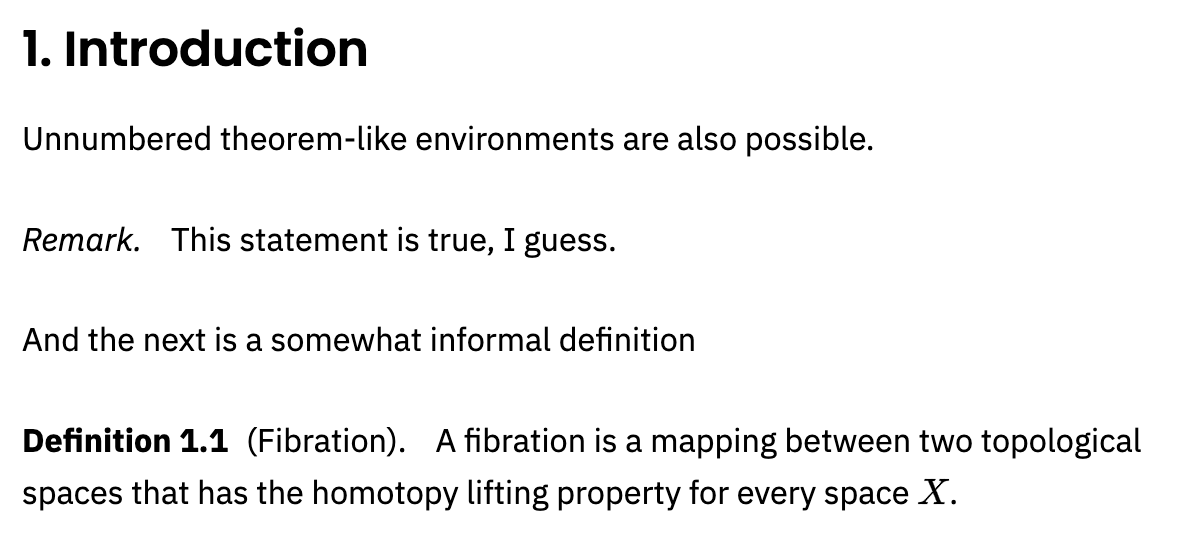 1. Introduction
Unnumbered theorem-like environments are also possible.
Remark. This statement is true, I guess.
And the next is a somewhat informal definition
Definition 1.1 (Fibration). A fibration is a mapping between two topological
spaces that has the homotopy lifting property for every space X.